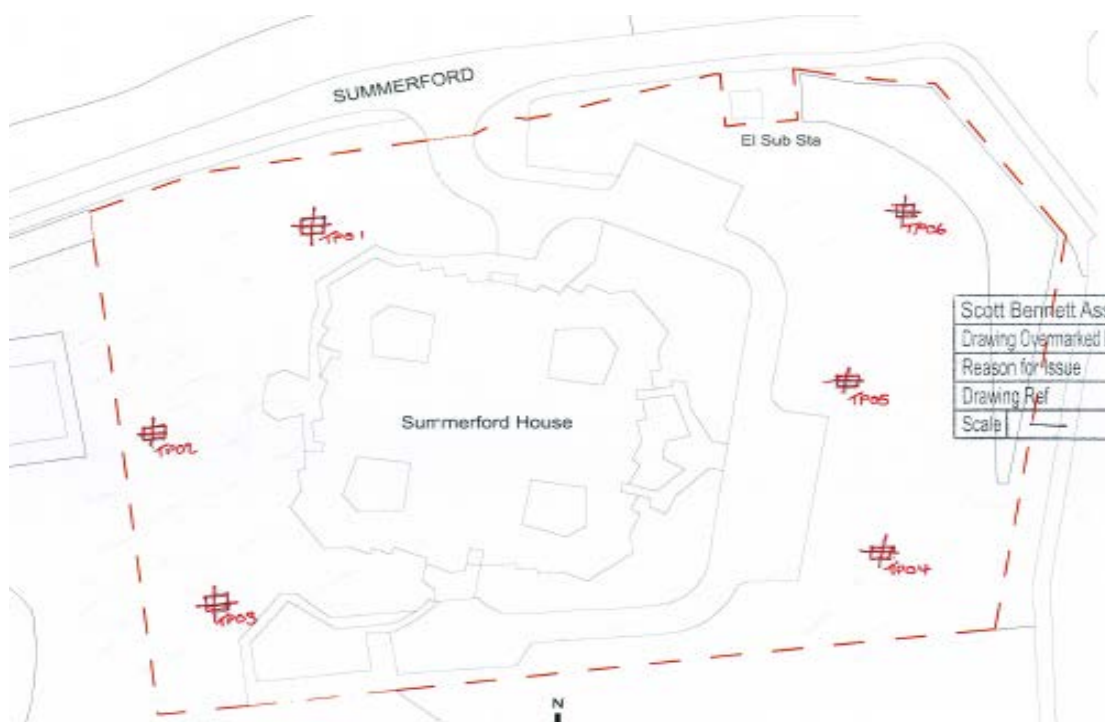 SUMMERFORD
El Sub Sta
TP01
TP06
Scott Bennett Ass
Drawing Overmarked
Reason for Issue
Drawing Ref
Scale
TP05
Summerford House
TP02
TP04
TP03
N